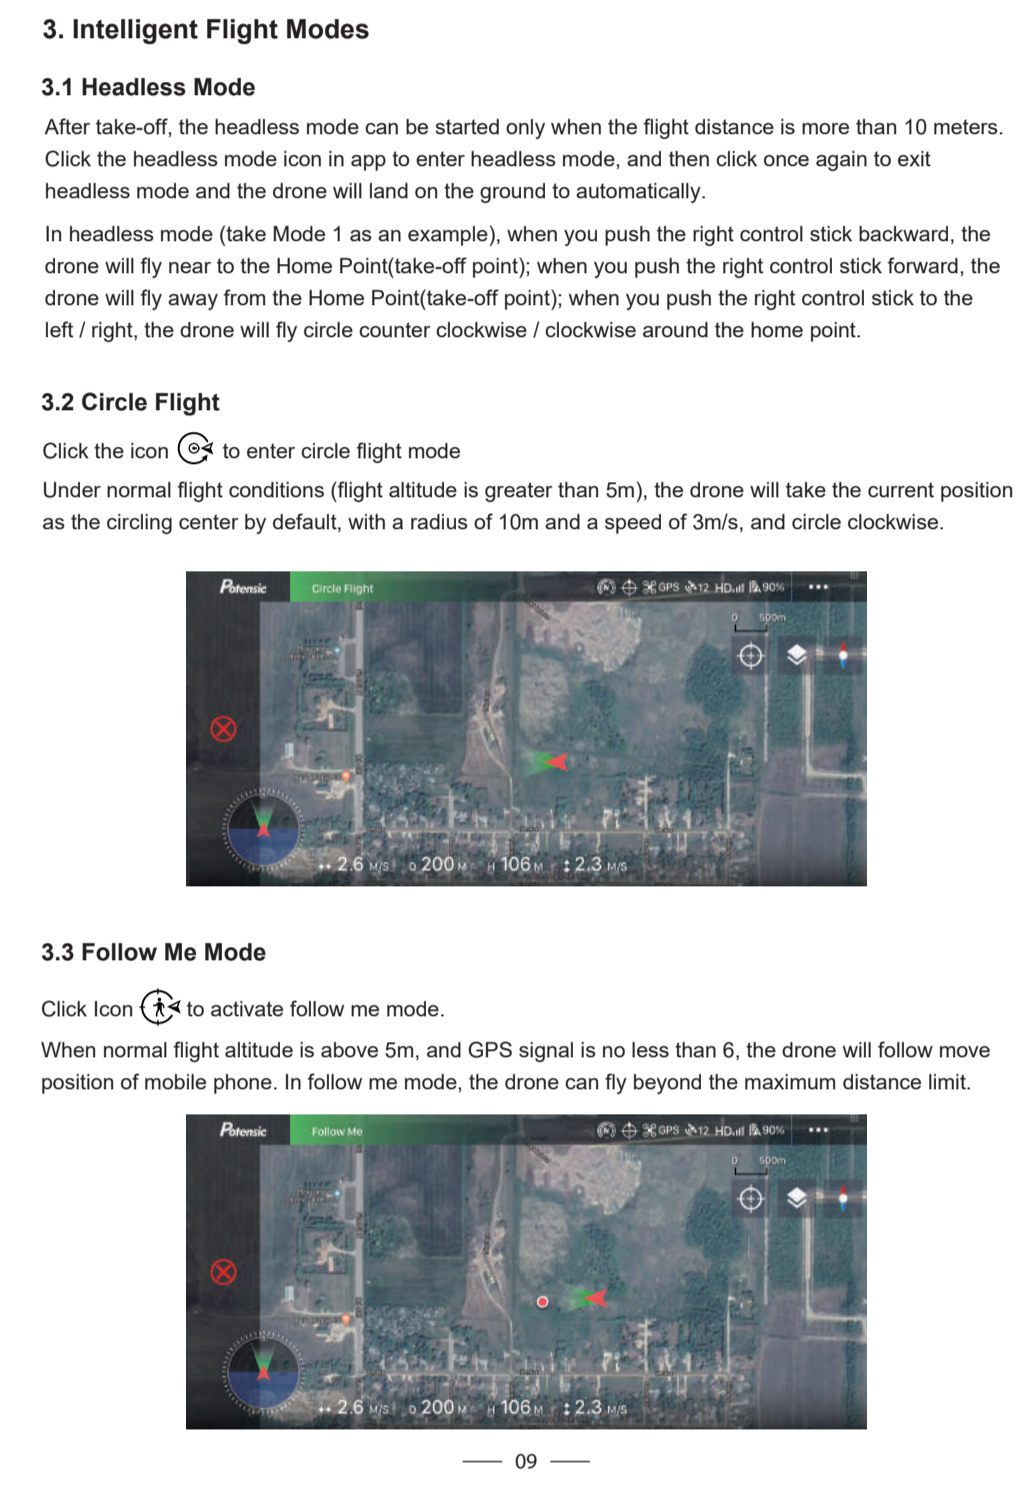 3. Intelligent Flight Modes
3.1 Headless Mode
After take-off, the headless mode can be started only when the flight distance is more than 10 meters.
Click the headless mode icon in app to enter headless mode, and then click once again to exit
headless mode and the drone will land on the ground to automatically.
In headless mode (take Mode 1 as an example), when you push the right control stick backward, the
drone will fly near to the Home Point(take-off point); when you push the right control stick forward, the
drone will fly away from the Home Point(take-off point); when you push the right control stick to the
left / right, the drone will fly circle counter clockwise / clockwise around the home point.
3.2 Circle Flight
Click the icon to enter circle flight mode
Under normal flight conditions (flight altitude is greater than 5m), the drone will take the current position
as the circling center by default, with a radius of 10m and a speed of 3m/s, and circle clockwise.
Potensic Circle Flight N GPS 12 HD 90%
0 500m
2.6 M/S D 200 M H 106 M 2.3 M/S
3.3 Follow Me Mode
Click Icon to activate follow me mode.
When normal flight altitude is above 5m, and GPS signal is no less than 6, the drone will follow move
position of mobile phone. In follow me mode, the drone can fly beyond the maximum distance limit.
Potensic Follow Me N GPS 12 HD 90%
0 500m
2.6 M/S D 200 M H 106 M 2.3 M/S
09